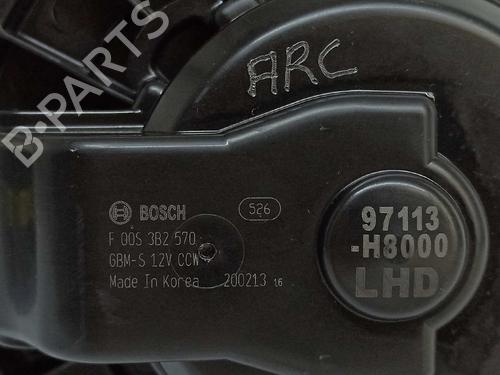 B-PARTS
ARC
BOSCH
526
F 00S 3B2 570
GBM-S 12V CCW
Made In Korea 200213 16
97113
-H8000
LHD